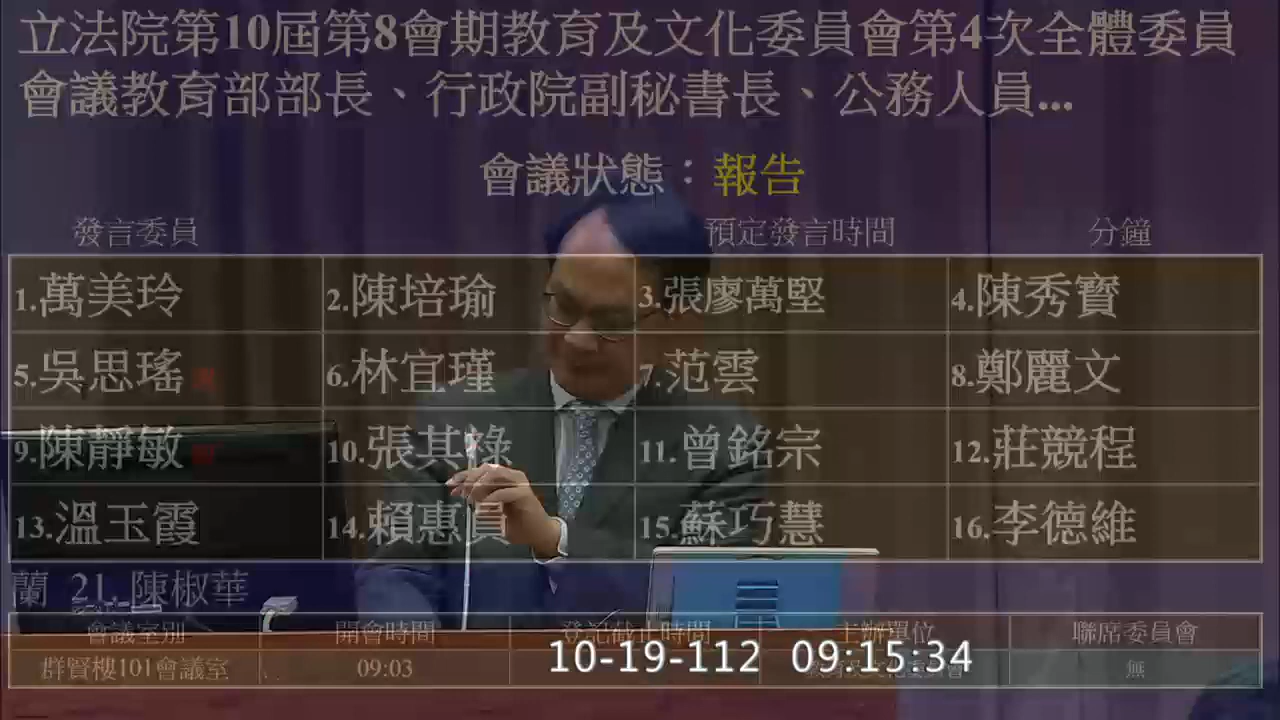 立法院第10屆第8會期教育及文化委員會第4次全體委員
會議教育部部長、行政院副秘書長、公務人員...
會議狀態：報告
發言委員 預定發言時間 分鐘
1.萬美玲 2.陳培瑜 3.張廖萬堅 4.陳秀寳
5.吳思瑤 6.林宜瑾 7.范雲 8.鄭麗文
9.陳靜敏 10.張其祿 11.曾銘宗 12.莊競程
13.溫玉霞 14.賴惠員 15.蘇巧慧 16.李德維
蘭 21. 陳椒華
會議室別 開會時間 登記截止時間 主辦單位 聯席委員會
群賢樓101會議室 09:03 教育及文化委員會 無
10-19-112 09:15:34